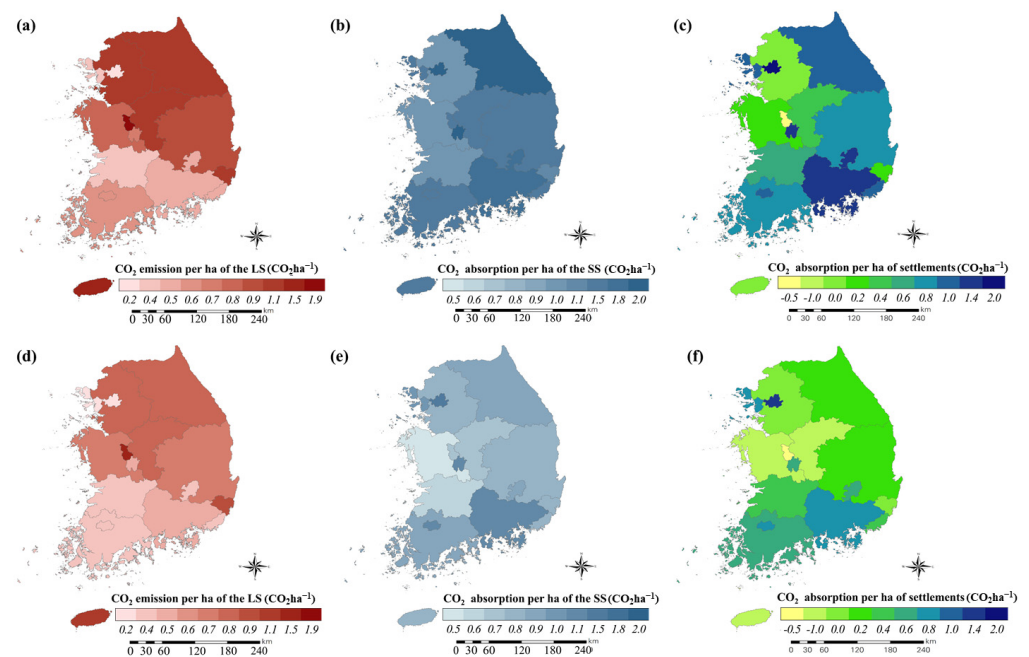 (a)
(b)
(c)
CO₂ emission per ha of the LS (CO₂ha⁻¹)
0.2 0.4 0.5 0.6 0.7 0.8 0.9 1.1 1.5 1.9
km
0 30 60 120 180 240
CO₂ absorption per ha of the SS (CO₂ha⁻¹)
0.5 0.6 0.7 0.8 0.9 1.0 1.1 1.5 1.8 2.0
km
0 30 60 120 180 240
CO₂ absorption per ha of settlements (CO₂ha⁻¹)
-0.5 -1.0 0.0 0.2 0.4 0.6 0.8 1.0 1.4 2.0
km
0 30 60 120 180 240
(d)
(e)
(f)
CO₂ emission per ha of the LS (CO₂ha⁻¹)
0.2 0.4 0.5 0.6 0.7 0.8 0.9 1.1 1.5 1.9
km
0 30 60 120 180 240
CO₂ absorption per ha of the SS (CO₂ha⁻¹)
0.5 0.6 0.7 0.8 0.9 1.0 1.1 1.5 1.8 2.0
km
0 30 60 120 180 240
CO₂ absorption per ha of settlements (CO₂ha⁻¹)
-0.5 -1.0 0.0 0.2 0.4 0.6 0.8 1.0 1.4 2.0
km
0 30 60 120 180 240